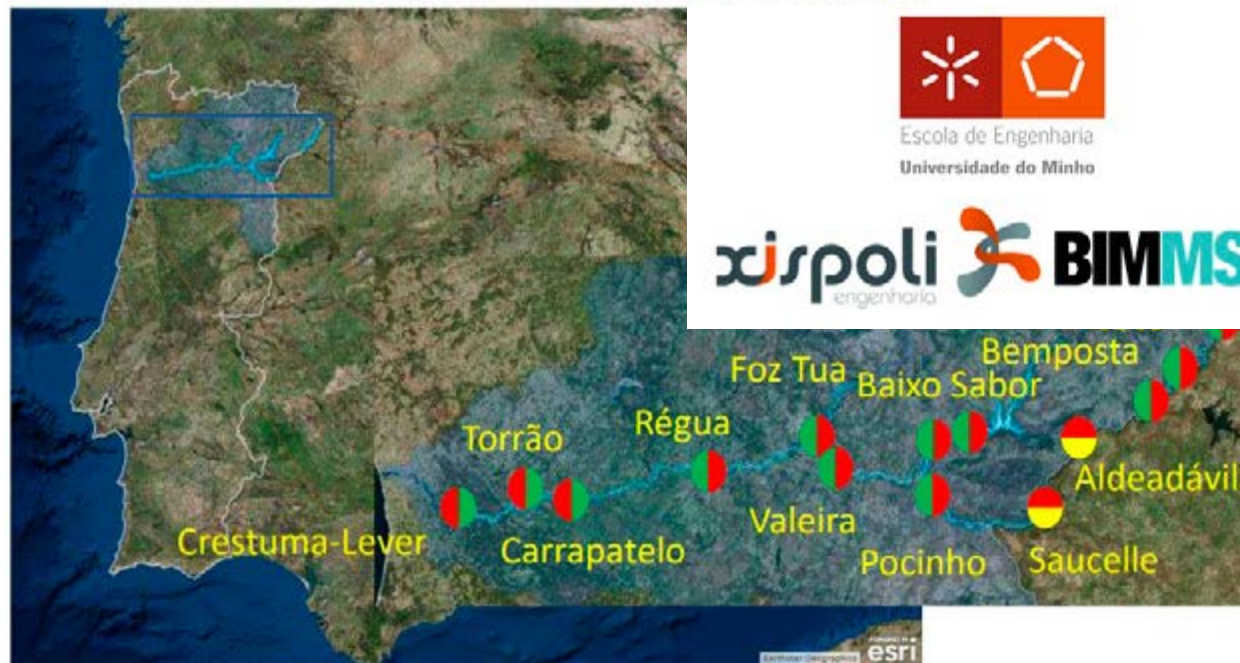 Escola de Engenharia
Universidade do Minho
xispoli
engenharia
BIMMS
Bemposta
Foz Tua
Baixo Sabor
Régua
Torrão
Aldeadávil
Valeira
Crestuma-Lever
Carrapatelo
Pocinho
Saucelle
esri